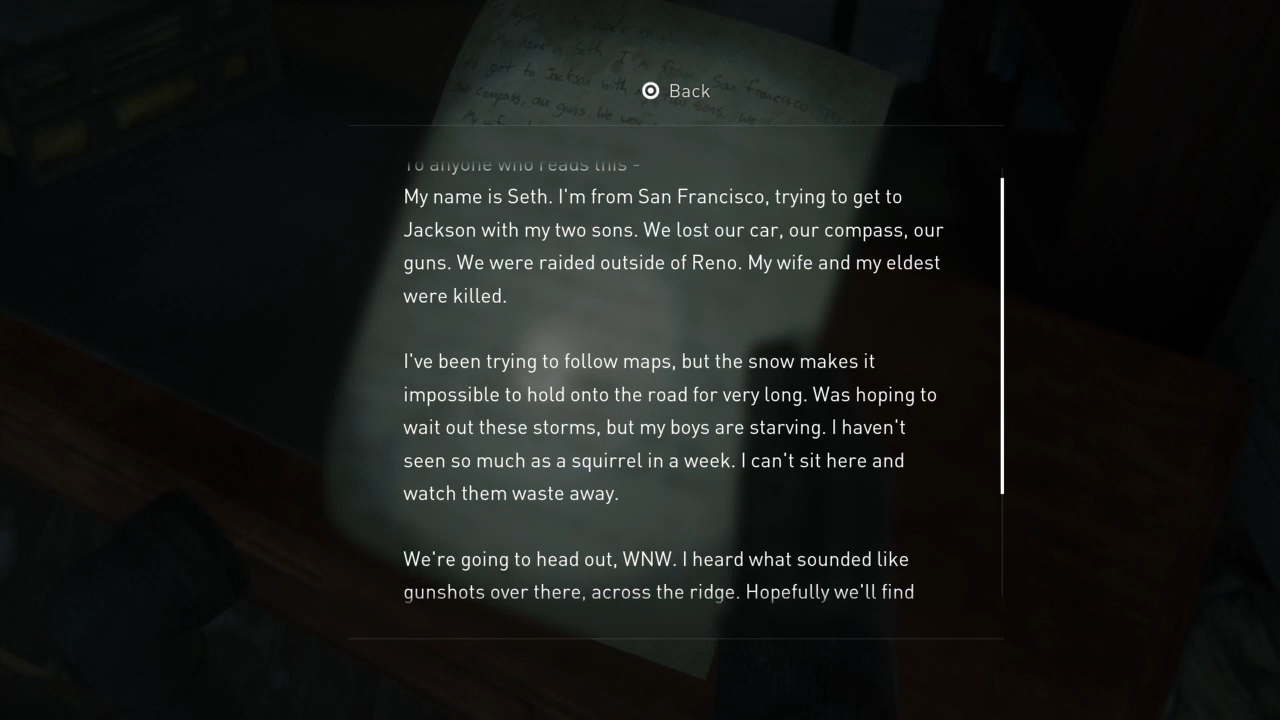 Back
To anyone who reads this -
My name is Seth. I'm from San Francisco, trying to get to
Jackson with my two sons. We lost our car, our compass, our
guns. We were raided outside of Reno. My wife and my eldest
were killed.
I've been trying to follow maps, but the snow makes it
impossible to hold onto the road for very long. Was hoping to
wait out these storms, but my boys are starving. I haven't
seen so much as a squirrel in a week. I can't sit here and
watch them waste away.
We're going to head out, WNW. I heard what sounded like
gunshots over there, across the ridge. Hopefully we'll find